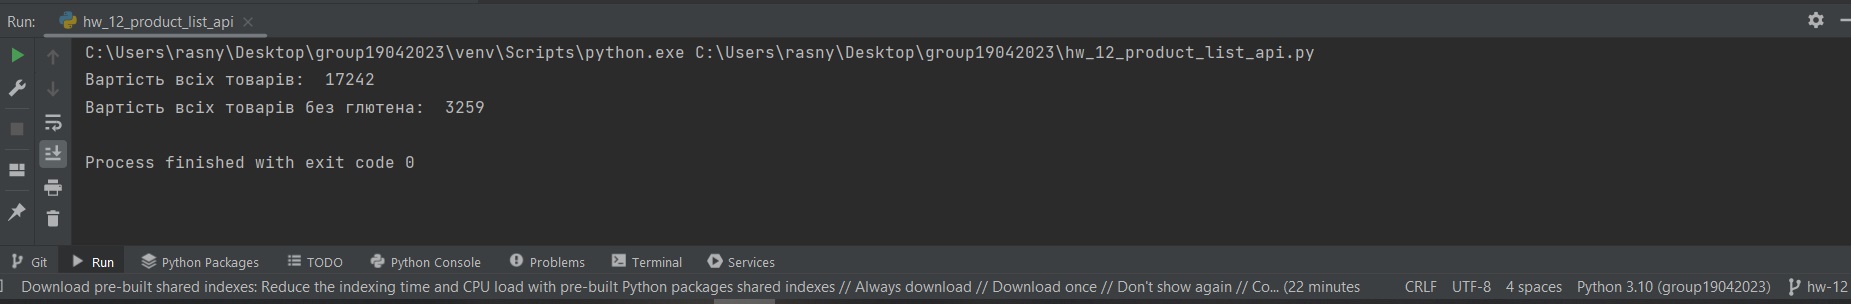 Run: hw_12_product_list_api
C:\Users\rasny\Desktop\group19042023\venv\Scripts\python.exe C:\Users\rasny\Desktop\group19042023\hw_12_product_list_api.py
Вартість всіх товарів:  17242
Вартість всіх товарів без глютена:  3259
Process finished with exit code 0
Git Run Python Packages TODO Python Console Problems Terminal Services
Download pre-built shared indexes: Reduce the indexing time and CPU load with pre-built Python packages shared indexes // Always download // Download once // Don't show again // Co... (22 minutes CRLF UTF-8 4 spaces Python 3.10 (group19042023) hw-12